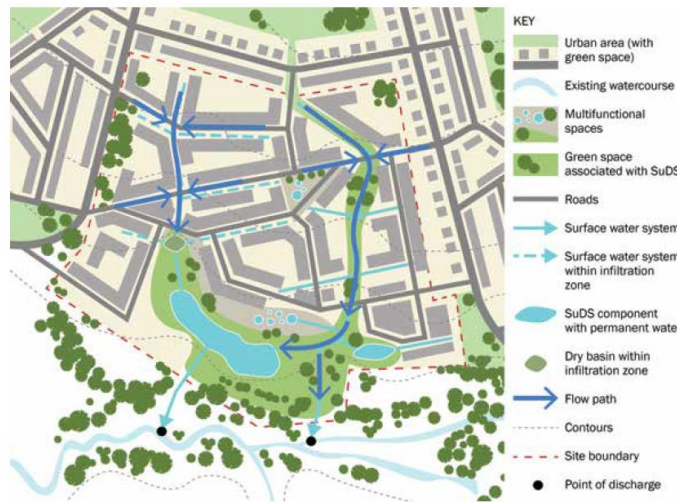 KEY
Urban area (with
green space)
Existing watercourse
Multifunctional
spaces
Green space
associated with SuDS
Roads
Surface water system
Surface water system
within infiltration
zone
SuDS component
with permanent water
Dry basin within
infiltration zone
Flow path
Contours
Site boundary
Point of discharge